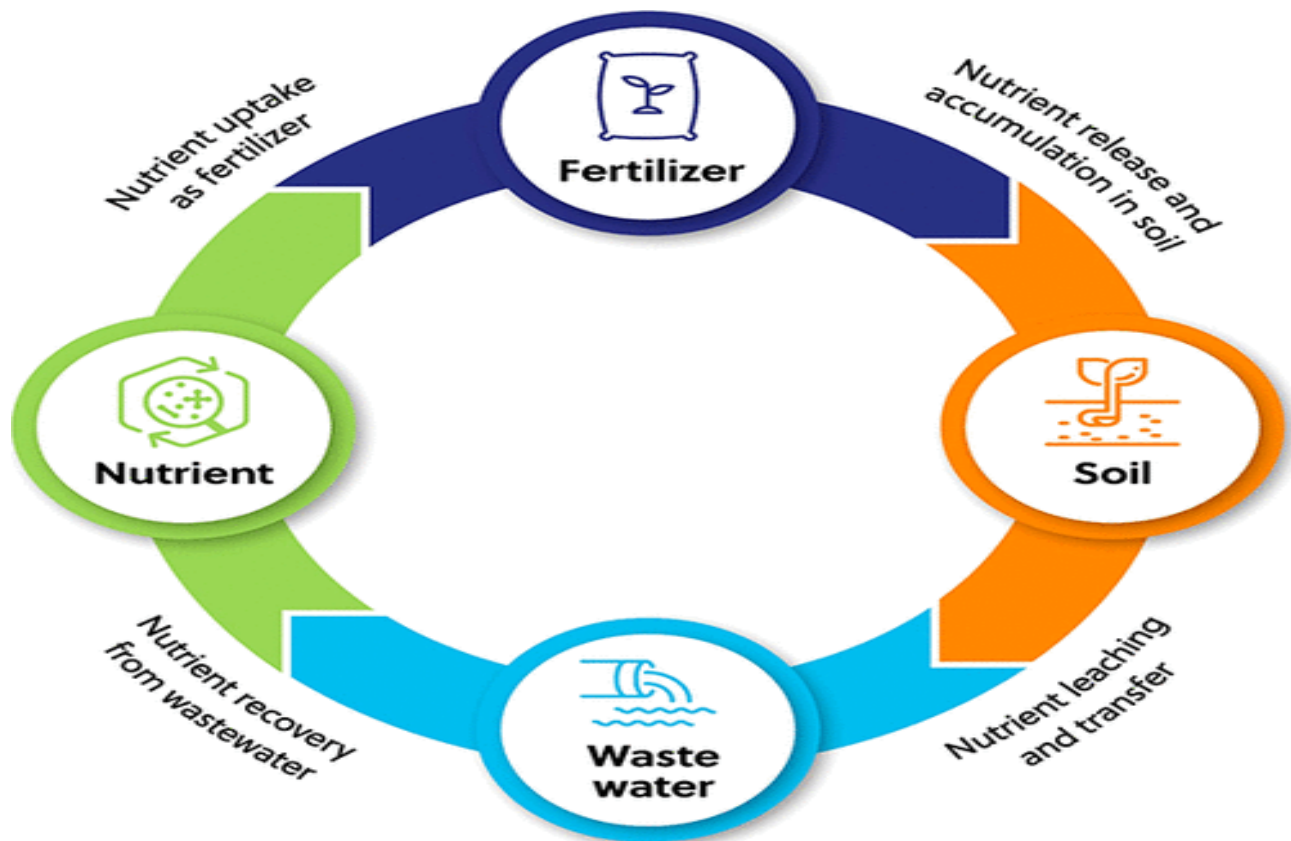 Fertilizer
Nutrient release and
accumulation in soil
Soil
Nutrient leaching
and transfer
Waste
water
Nutrient recovery
from wastewater
Nutrient
Nutrient uptake
as fertilizer